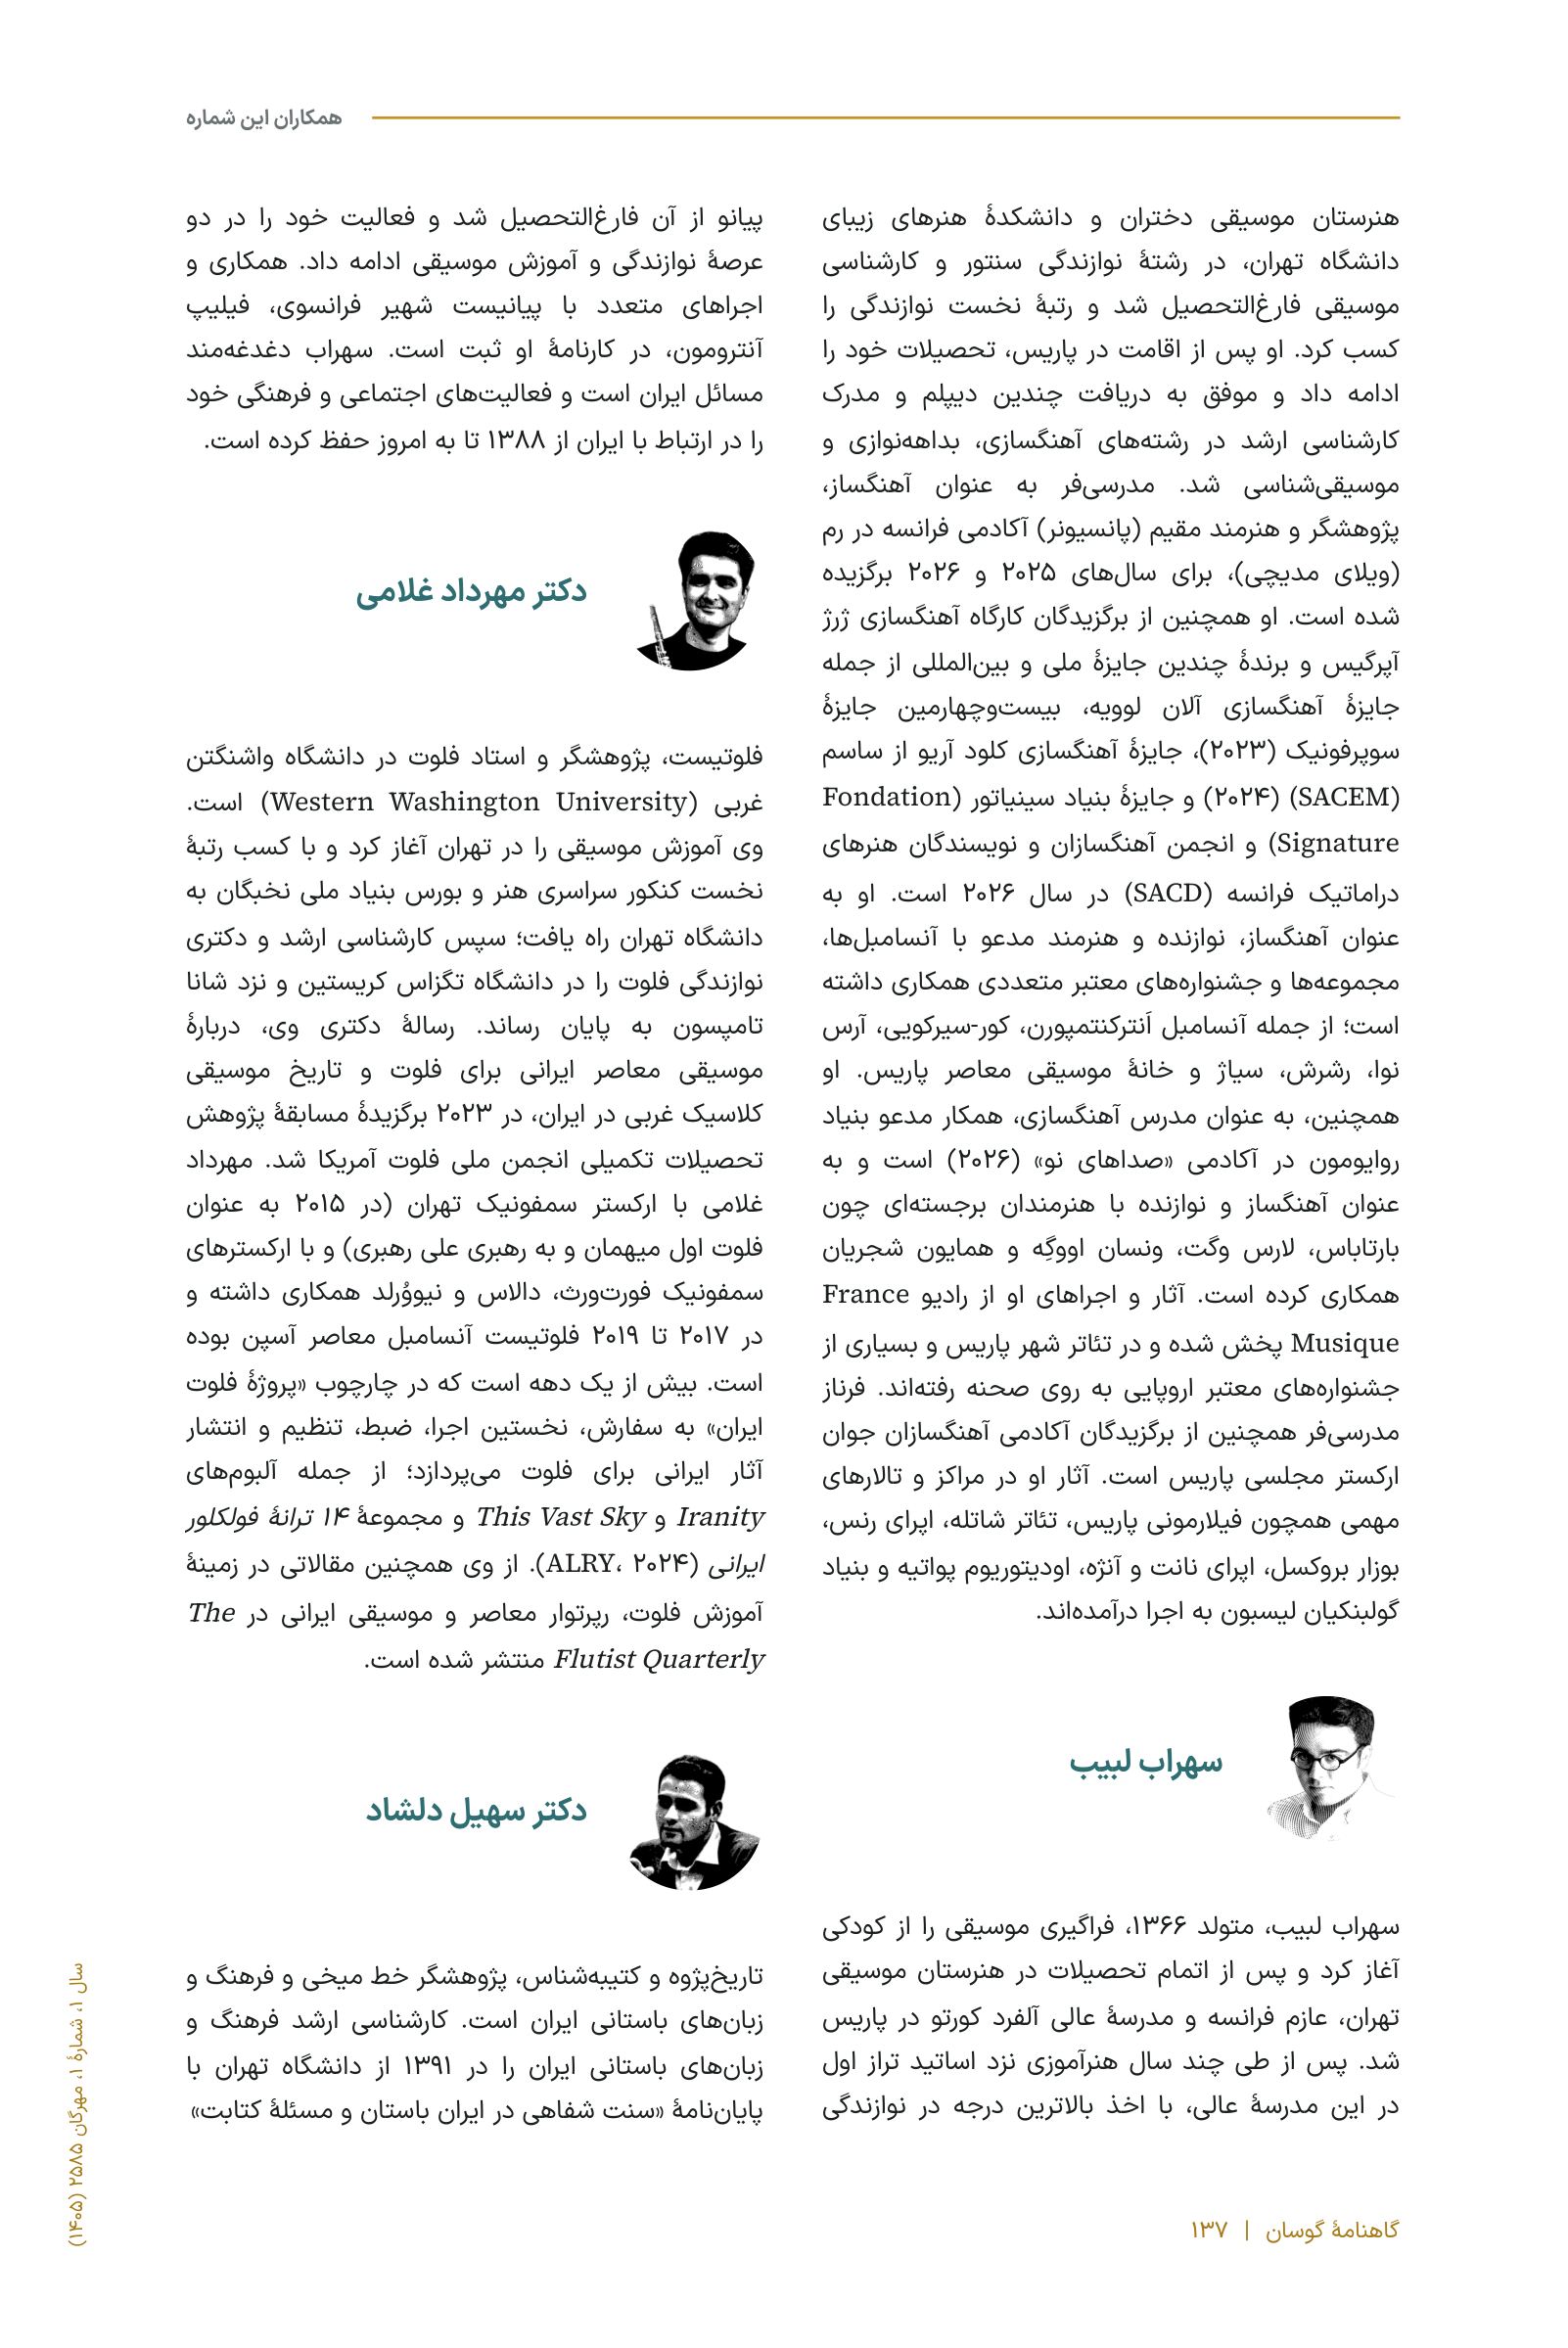 همکاران این شماره
هنرستان موسیقی دختران و دانشکدهٔ هنرهای زیبای
دانشگاه تهران، در رشتهٔ نوازندگی سنتور و کارشناسی
موسیقی فارغ‌التحصیل شد و رتبهٔ نخست نوازندگی را
کسب کرد. او پس از اقامت در پاریس، تحصیلات خود را
ادامه داد و موفق به دریافت چندین دیپلم و مدرک
کارشناسی ارشد در رشته‌های آهنگسازی، بداهه‌نوازی و
موسیقی‌شناسی شد. مدرسی‌فر به عنوان آهنگساز،
پژوهشگر و هنرمند مقیم (پانسیونر) آکادمی فرانسه در رم
(ویلای مدیچی)، برای سال‌های ۲۰۲۵ و ۲۰۲۶ برگزیده
شده است. او همچنین از برگزیدگان کارگاه آهنگسازی ژرژ
آپرگیس و برندهٔ چندین جایزهٔ ملی و بین‌المللی از جمله
جایزهٔ آهنگسازی آلان لوویه، بیست‌وچهارمین جایزهٔ
سوپرفونیک (۲۰۲۳)، جایزهٔ آهنگسازی کلود آریو از ساسم
(SACEM) (۲۰۲۴) و جایزهٔ بنیاد سینیاتور (Fondation
Signature) و انجمن آهنگسازان و نویسندگان هنرهای
دراماتیک فرانسه (SACD) در سال ۲۰۲۶ است. او به
عنوان آهنگساز، نوازنده و هنرمند مدعو با آنسامبل‌ها،
مجموعه‌ها و جشنواره‌های معتبر متعددی همکاری داشته
است؛ از جمله آنسامبل اَنترکنتمپورن، کور-سیرکویی، آرس
نوا، رشرش، سیاژ و خانهٔ موسیقی معاصر پاریس. او
همچنین، به عنوان مدرس آهنگسازی، همکار مدعو بنیاد
روایومون در آکادمی «صداهای نو» (۲۰۲۶) است و به
عنوان آهنگساز و نوازنده با هنرمندان برجسته‌ای چون
بارتاباس، لارس وگت، ونسان اووگِه و همایون شجریان
همکاری کرده است. آثار و اجراهای او از رادیو France
Musique پخش شده و در تئاتر شهر پاریس و بسیاری از
جشنواره‌های معتبر اروپایی به روی صحنه رفته‌اند. فرناز
مدرسی‌فر همچنین از برگزیدگان آکادمی آهنگسازان جوان
ارکستر مجلسی پاریس است. آثار او در مراکز و تالارهای
مهمی همچون فیلارمونی پاریس، تئاتر شاتله، اپرای رنس،
بوزار بروکسل، اپرای نانت و آنژه، اودیتوریوم پواتیه و بنیاد
گولبنکیان لیسبون به اجرا درآمده‌اند.
سهراب لبیب
سهراب لبیب، متولد ۱۳۶۶، فراگیری موسیقی را از کودکی
آغاز کرد و پس از اتمام تحصیلات در هنرستان موسیقی
تهران، عازم فرانسه و مدرسهٔ عالی آلفرد کورتو در پاریس
شد. پس از طی چند سال هنرآموزی نزد اساتید تراز اول
در این مدرسهٔ عالی، با اخذ بالاترین درجه در نوازندگی
پیانو از آن فارغ‌التحصیل شد و فعالیت خود را در دو
عرصهٔ نوازندگی و آموزش موسیقی ادامه داد. همکاری و
اجراهای متعدد با پیانیست شهیر فرانسوی، فیلیپ
آنترومون، در کارنامهٔ او ثبت است. سهراب دغدغه‌مند
مسائل ایران است و فعالیت‌های اجتماعی و فرهنگی خود
را در ارتباط با ایران از ۱۳۸۸ تا به امروز حفظ کرده است.
دکتر مهرداد غلامی
فلوتیست، پژوهشگر و استاد فلوت در دانشگاه واشنگتن
غربی (Western Washington University) است.
وی آموزش موسیقی را در تهران آغاز کرد و با کسب رتبهٔ
نخست کنکور سراسری هنر و بورس بنیاد ملی نخبگان به
دانشگاه تهران راه یافت؛ سپس کارشناسی ارشد و دکتری
نوازندگی فلوت را در دانشگاه تگزاس کریستین و نزد شانا
تامپسون به پایان رساند. رسالهٔ دکتری وی، دربارهٔ
موسیقی معاصر ایرانی برای فلوت و تاریخ موسیقی
کلاسیک غربی در ایران، در ۲۰۲۳ برگزیدهٔ مسابقهٔ پژوهش
تحصیلات تکمیلی انجمن ملی فلوت آمریکا شد. مهرداد
غلامی با ارکستر سمفونیک تهران (در ۲۰۱۵ به عنوان
فلوت اول میهمان و به رهبری علی رهبری) و با ارکسترهای
سمفونیک فورت‌ورث، دالاس و نیووُرلد همکاری داشته و
در ۲۰۱۷ تا ۲۰۱۹ فلوتیست آنسامبل معاصر آسپن بوده
است. بیش از یک دهه است که در چارچوب «پروژهٔ فلوت
ایران» به سفارش، نخستین اجرا، ضبط، تنظیم و انتشار
آثار ایرانی برای فلوت می‌پردازد؛ از جمله آلبوم‌های
Iranity و This Vast Sky و مجموعهٔ ۱۴ ترانهٔ فولکلور
ایرانی (ALRY، ۲۰۲۴). از وی همچنین مقالاتی در زمینهٔ
آموزش فلوت، رپرتوار معاصر و موسیقی ایرانی در The
Flutist Quarterly منتشر شده است.
دکتر سهیل دلشاد
تاریخ‌پژوه و کتیبه‌شناس، پژوهشگر خط میخی و فرهنگ و
زبان‌های باستانی ایران است. کارشناسی ارشد فرهنگ و
زبان‌های باستانی ایران را در ۱۳۹۱ از دانشگاه تهران با
پایان‌نامهٔ «سنت شفاهی در ایران باستان و مسئلهٔ کتابت»
سال ۱، شمارهٔ ۱، مهرگان ۲۵۸۵ (۱۴۰۵)
گاهنامهٔ گوسان | ۱۳۷